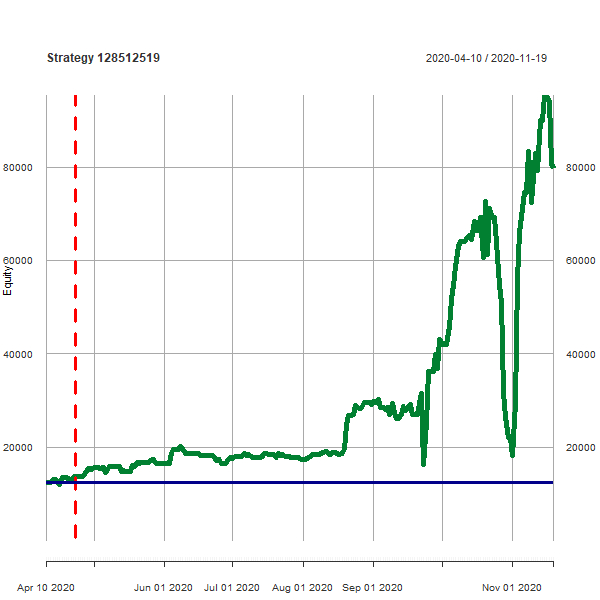 Strategy 128512519
2020-04-10 / 2020-11-19
80000
80000
60000
60000
Equity
40000
40000
20000
20000
Apr 10 2020
Jun 01 2020
Jul 01 2020
Aug 01 2020
Sep 01 2020
Nov 01 2020